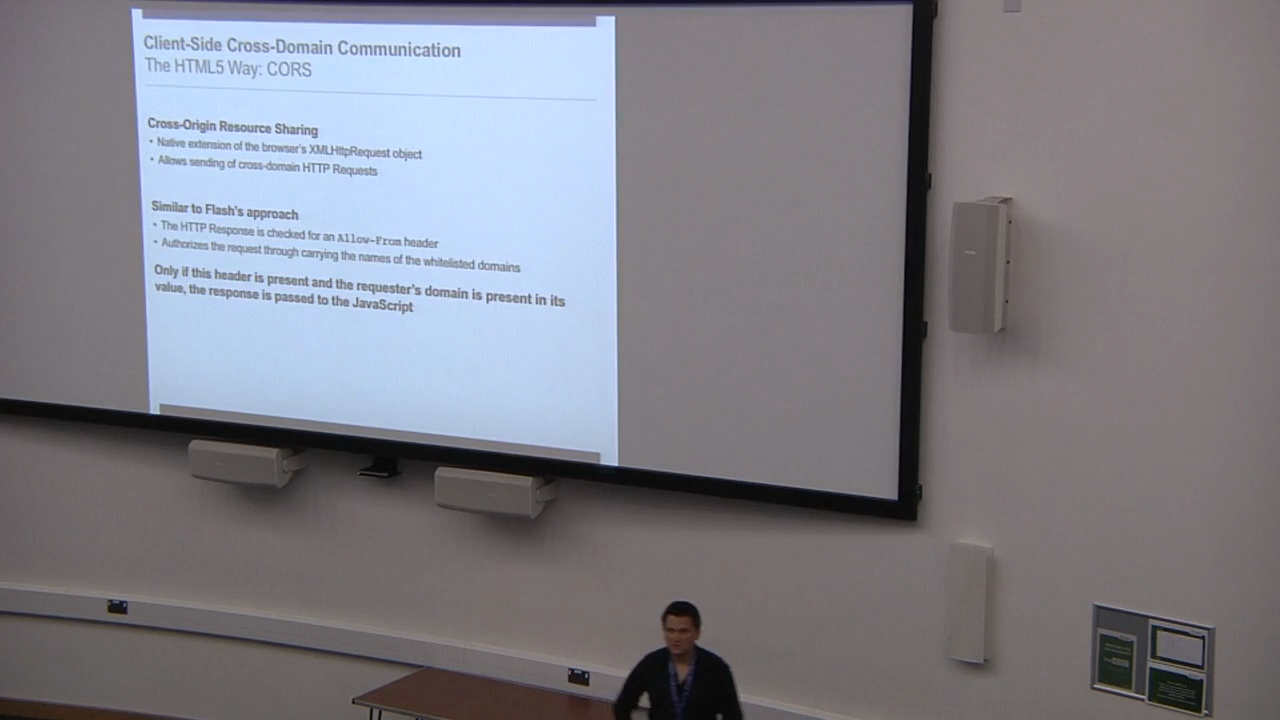 Client-Side Cross-Domain Communication
The HTML5 Way: CORS
Cross-Origin Resource Sharing
• Native extension of the browser's XMLHttpRequest object
• Allows sending of cross-domain HTTP Requests
Similar to Flash's approach
• The HTTP Response is checked for an Allow-From header
• Authorizes the request through carrying the names of the whitelisted domains
Only if this header is present and the requester's domain is present in its
value, the response is passed to the JavaScript